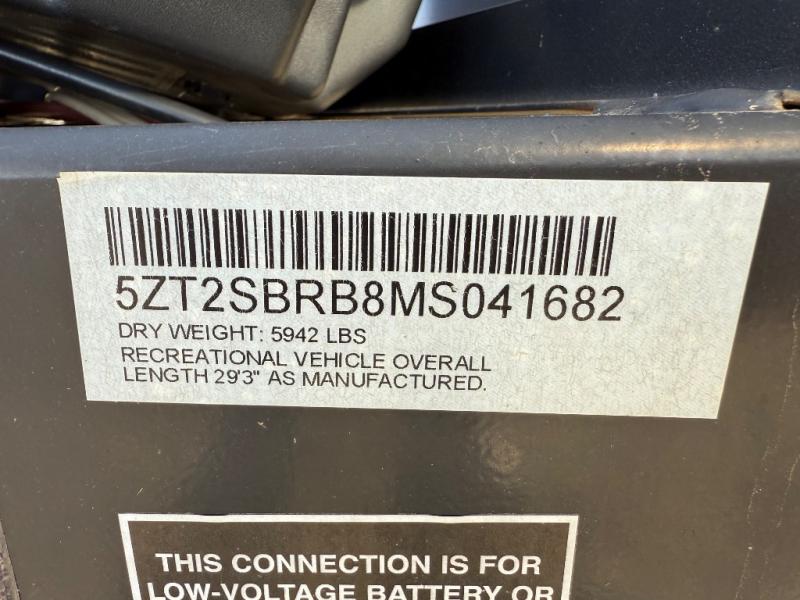 5ZT2SBRB8MS041682
DRY WEIGHT: 5942 LBS
RECREATIONAL VEHICLE OVERALL
LENGTH 29'3" AS MANUFACTURED.
THIS CONNECTION IS FOR
LOW-VOLTAGE BATTERY OR